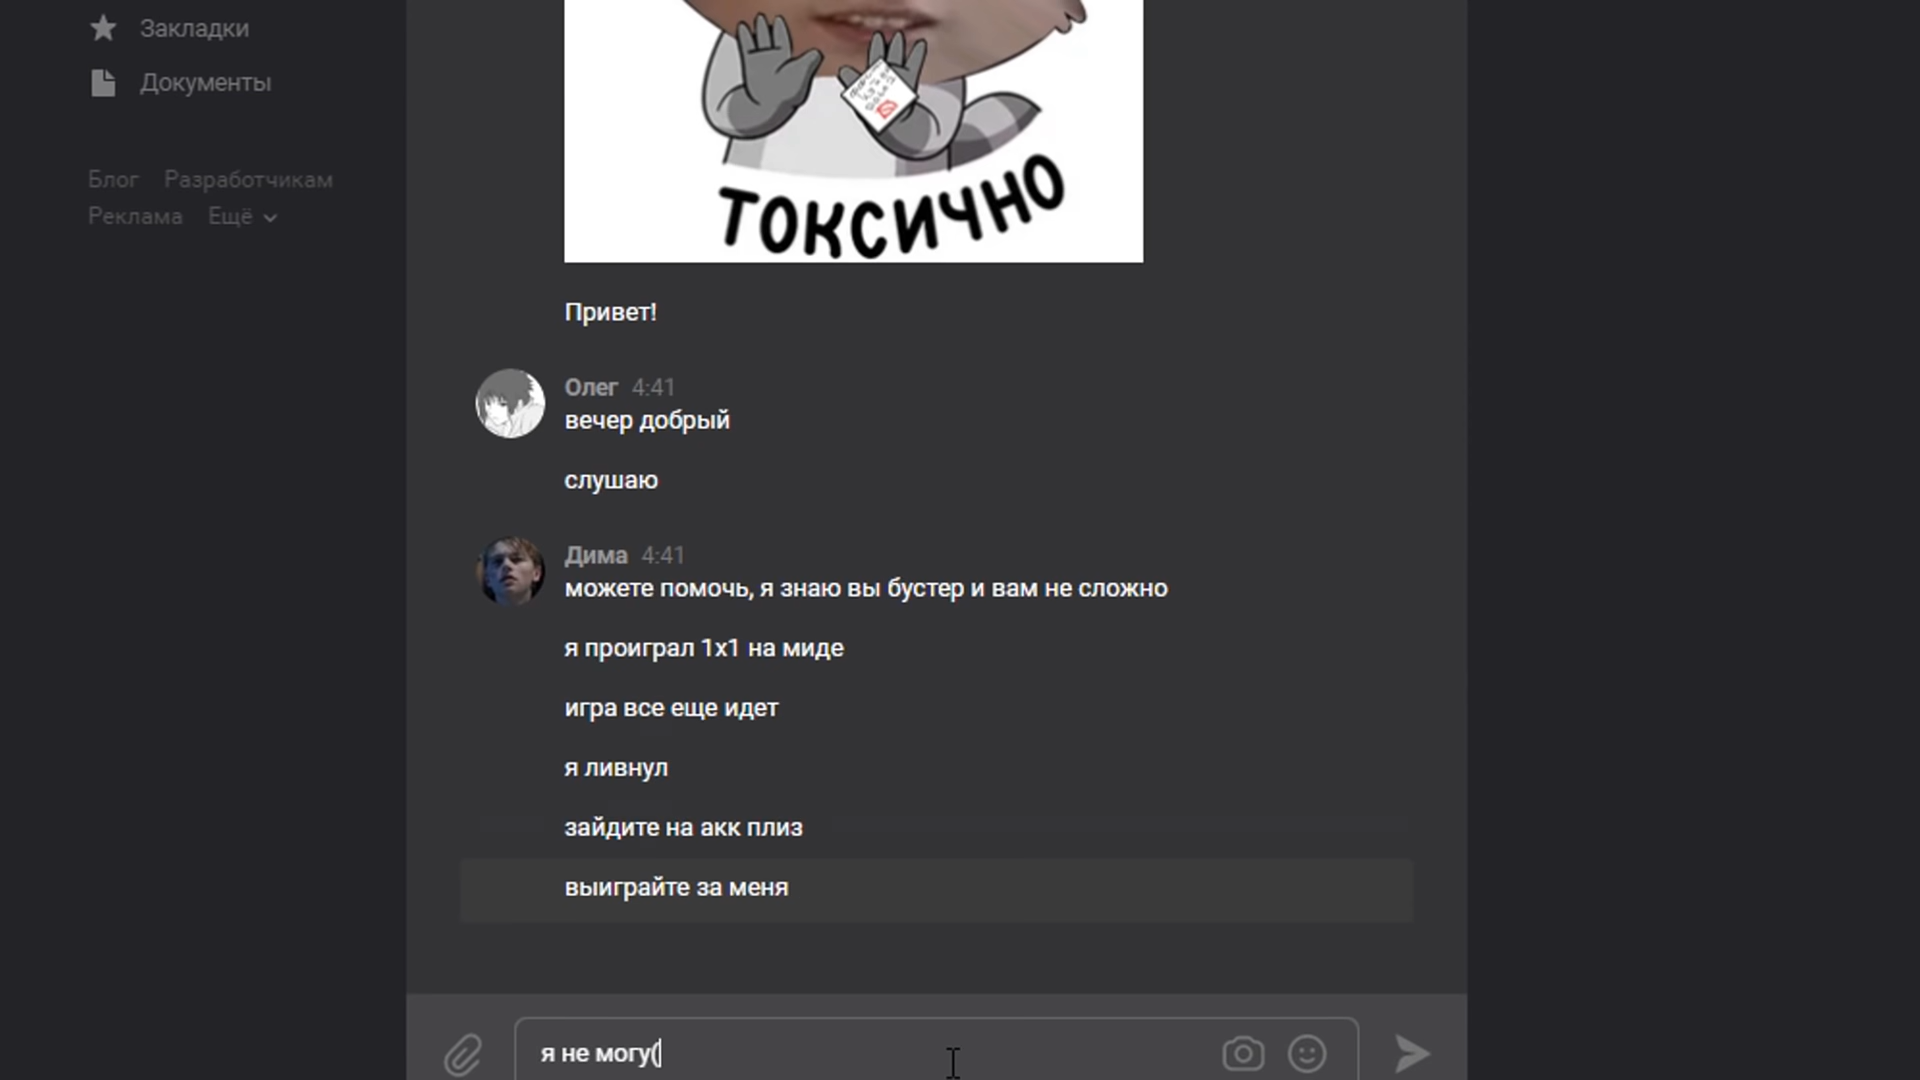 Закладки
Документы
Блог Разработчикам
Реклама Ещё
ТОКСИЧНО
Привет!
Олег 4:41
вечер добрый
слушаю
Дима 4:41
можете помочь, я знаю вы бустер и вам не сложно
я проиграл 1х1 на миде
игра все еще идет
я ливнул
зайдите на акк плиз
выиграйте за меня
я не могу(